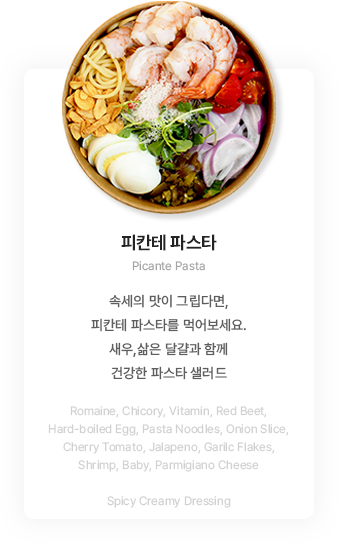 피칸테 파스타
Picante Pasta
속세의 맛이 그립다면,
피칸테 파스타를 먹어보세요.
새우,삶은 달걀과 함께
건강한 파스타 샐러드
Romaine, Chicory, Vitamin, Red Beet,
Hard-boiled Egg, Pasta Noodles, Onion Slice,
Cherry Tomato, Jalapeno, Garilc Flakes,
Shrimp, Baby, Parmigiano Cheese
Spicy Creamy Dressing